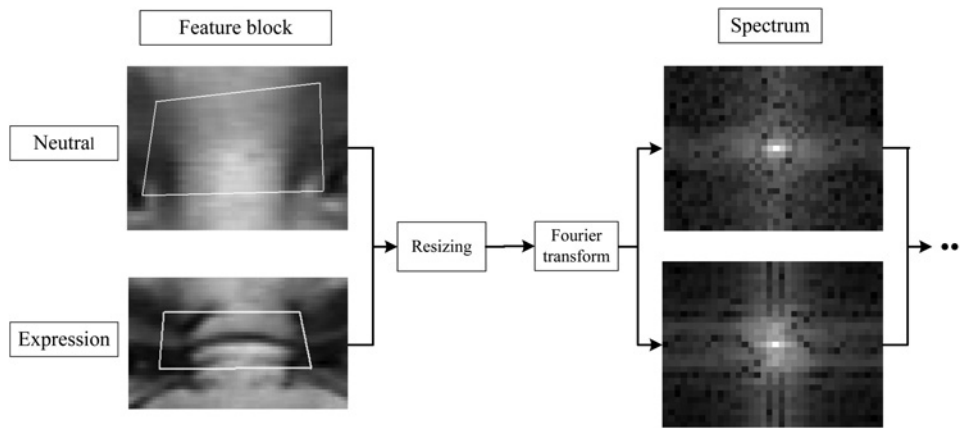 Feature block
Spectrum
Neutral
Resizing
Fourier
transform
Expression